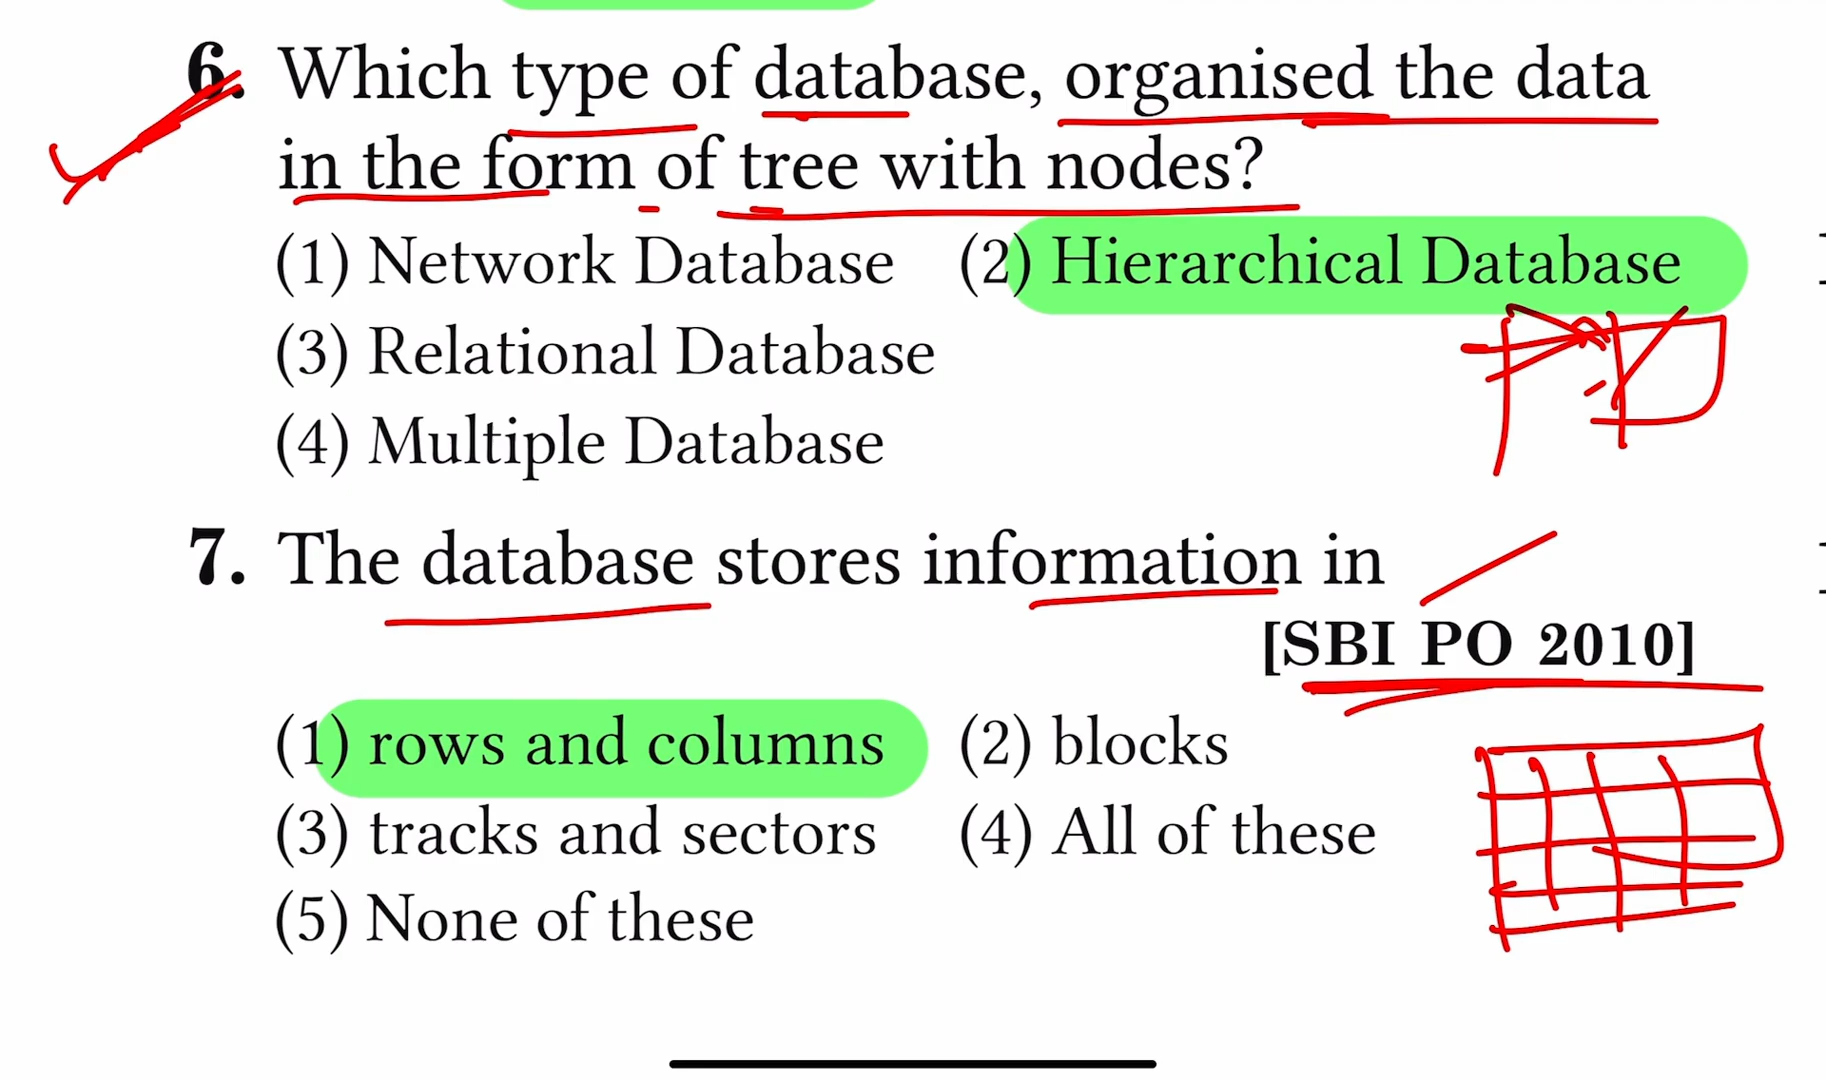 6. Which type of database, organised the data
in the form of tree with nodes?
(1) Network Database (2) Hierarchical Database
(3) Relational Database
(4) Multiple Database
7. The database stores information in
[SBI PO 2010]
(1) rows and columns (2) blocks
(3) tracks and sectors (4) All of these
(5) None of these